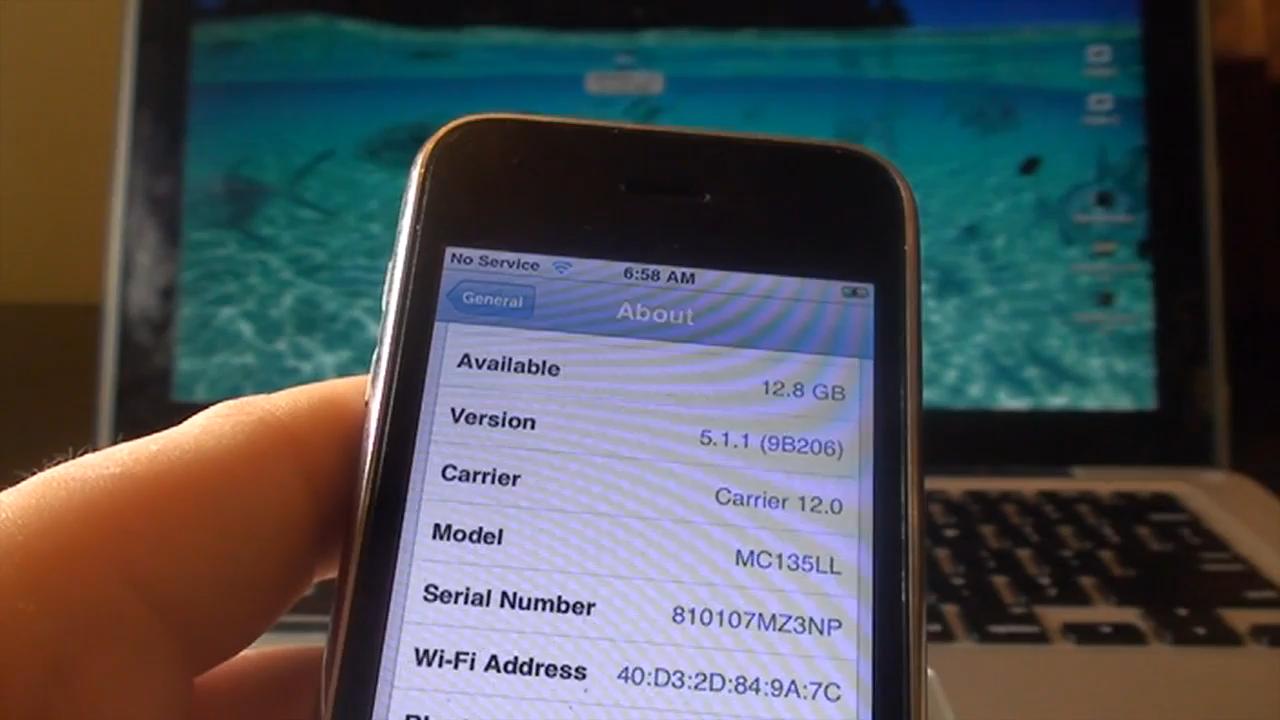 No Service 6:58 AM
General About
Available 12.8 GB
Version 5.1.1 (9B206)
Carrier Carrier 12.0
Model MC135LL
Serial Number 810107MZ3NP
Wi-Fi Address 40:D3:2D:84:9A:7C